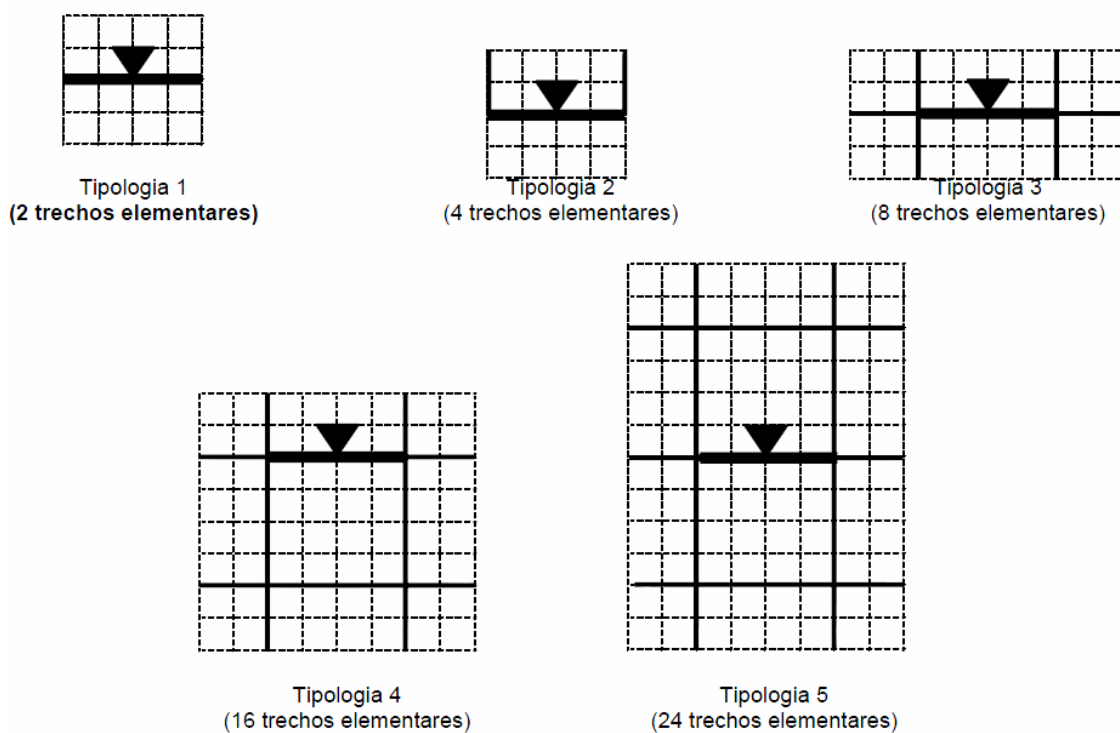 Tipologia 1
(2 trechos elementares)
Tipologia 2
(4 trechos elementares)
Tipologia 3
(8 trechos elementares)
Tipologia 4
(16 trechos elementares)
Tipologia 5
(24 trechos elementares)